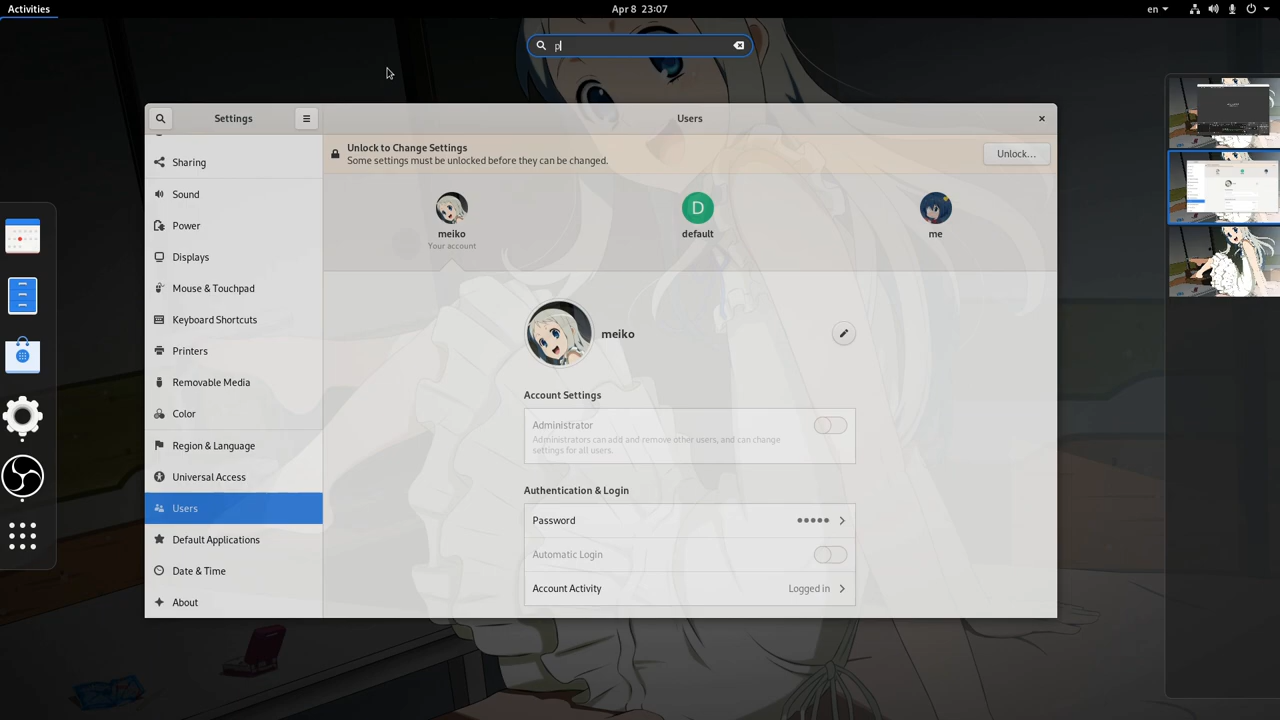 Activities
Apr 8 23:07
en
p
Settings
Users
Sharing
Sound
Power
Displays
Mouse & Touchpad
Keyboard Shortcuts
Printers
Removable Media
Color
Region & Language
Universal Access
Users
Default Applications
Date & Time
About
Unlock to Change Settings
Some settings must be unlocked before they can be changed.
Unlock…
meiko
Your account
D
default
me
meiko
Account Settings
Administrator
Administrators can add and remove other users, and can change
settings for all users.
Authentication & Login
Password
●●●●●
Automatic Login
Account Activity
Logged in